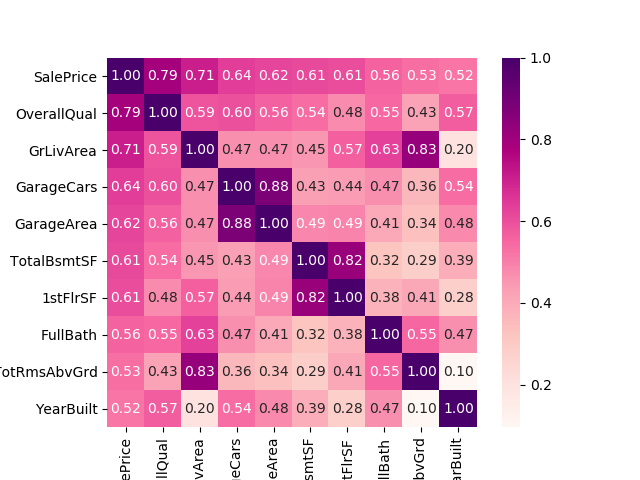 SalePrice 1.00 0.79 0.71 0.64 0.62 0.61 0.61 0.56 0.53 0.52
OverallQual 0.79 1.00 0.59 0.60 0.56 0.54 0.48 0.55 0.43 0.57
GrLivArea 0.71 0.59 1.00 0.47 0.47 0.45 0.57 0.63 0.83 0.20
GarageCars 0.64 0.60 0.47 1.00 0.88 0.43 0.44 0.47 0.36 0.54
GarageArea 0.62 0.56 0.47 0.88 1.00 0.49 0.49 0.41 0.34 0.48
TotalBsmtSF 0.61 0.54 0.45 0.43 0.49 1.00 0.82 0.32 0.29 0.39
1stFlrSF 0.61 0.48 0.57 0.44 0.49 0.82 1.00 0.38 0.41 0.28
FullBath 0.56 0.55 0.63 0.47 0.41 0.32 0.38 1.00 0.55 0.47
TotRmsAbvGrd 0.53 0.43 0.83 0.36 0.34 0.29 0.41 0.55 1.00 0.10
YearBuilt 0.52 0.57 0.20 0.54 0.48 0.39 0.28 0.47 0.10 1.00
ePrice
llQual
vArea
eCars
eArea
smtSF
tFlrSF
llBath
bvGrd
arBuilt
1.0
0.8
0.6
0.4
0.2